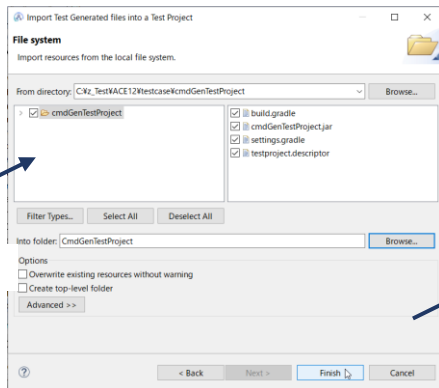 Import Test Generated files into a Test Project
File system
Import resources from the local file system.
From directory: C:¥z_Test¥ACE12¥testcase¥cmdGenTestProject
Browse...
cmdGenTestProject
build.gradle
cmdGenTestProject.jar
settings.gradle
testproject.descriptor
Filter Types... Select All Deselect All
Into folder: CmdGenTestProject
Browse...
Options
Overwrite existing resources without warning
Create top-level folder
Advanced >>
< Back Next > Finish Cancel